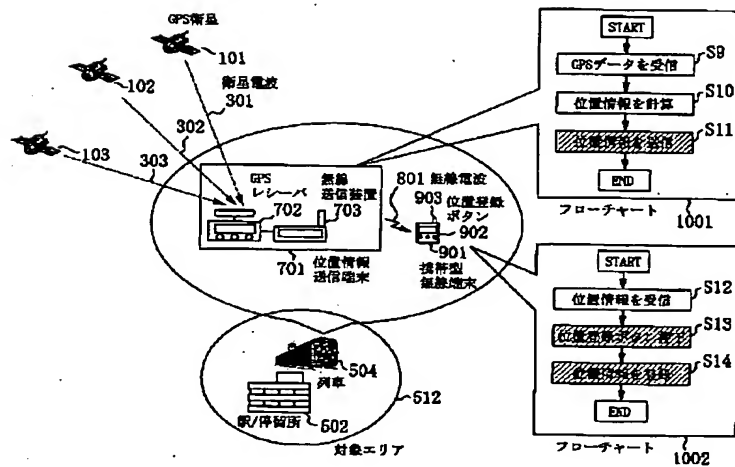 GPS衛星
101
102
衛星電波
301
302
103
303
GPS
レシーバ
702
無線
送信装置
703
701
位置情報
送信端末
801 無線電波
903 位置登録
ボタン
902
901
携帯型
無線端末
504
列車
502
駅/停留所
512
対象エリア
START
GPSデータを受信
S9
位置情報を計算
S10
S11
END
フローチャート
1001
START
位置情報を受信
S12
S13
S14
END
フローチャート
1002